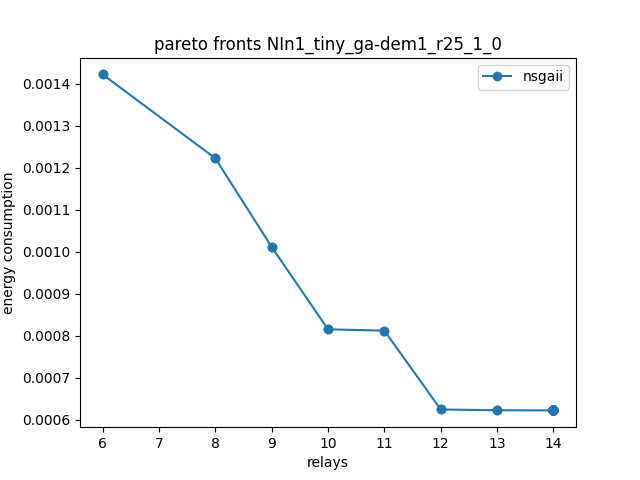 pareto fronts NIn1_tiny_ga-dem1_r25_1_0
nsgaii
0.0014
0.0013
0.0012
0.0011
0.0010
0.0009
0.0008
0.0007
0.0006
energy consumption
6 7 8 9 10 11 12 13 14
relays